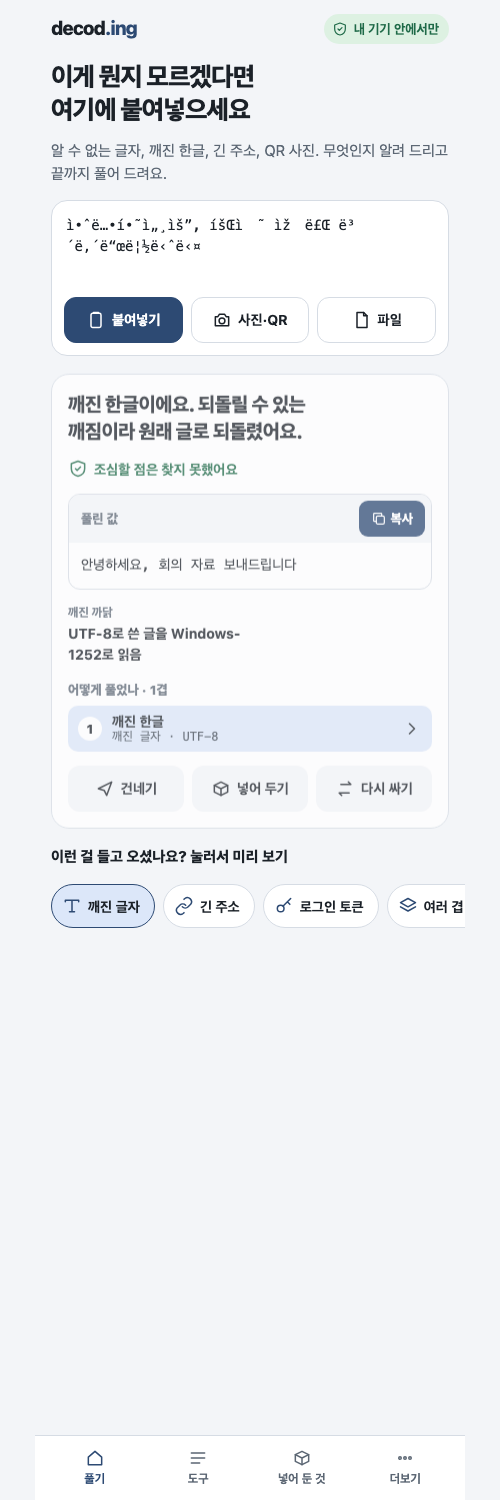 decod.ing
내 기기 안에서만
이게 뭔지 모르겠다면
여기에 붙여넣으세요
알 수 없는 글자, 깨진 한글, 긴 주소, QR 사진. 무엇인지 알려 드리고
끝까지 풀어 드려요.
ì•ˆë…•í•˜ì„¸ìš”, íšŒì ˜ ìž ë£Œ ë³
´ë‚´ë“œë¦½ë‹ˆë‹¤
붙여넣기
사진·QR
파일
깨진 한글이에요. 되돌릴 수 있는
깨짐이라 원래 글로 되돌렸어요.
조심할 점은 찾지 못했어요
풀린 값
복사
안녕하세요, 회의 자료 보내드립니다
깨진 까닭
UTF-8로 쓴 글을 Windows-
1252로 읽음
어떻게 풀었나 · 1겹
1
깨진 한글
깨진 글자 · UTF-8
건네기
넣어 두기
다시 싸기
이런 걸 들고 오셨나요? 눌러서 미리 보기
깨진 글자
긴 주소
로그인 토큰
여러 겹
풀기
도구
넣어 둔 것
더보기